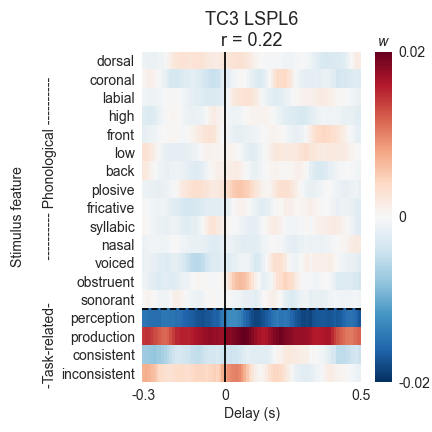 TC3 LSPL6
r = 0.22
w
dorsal
coronal
labial
high
front
low
back
plosive
fricative
syllabic
nasal
voiced
obstruent
sonorant
perception
production
consistent
inconsistent
Stimulus feature
----------- Phonological ----------
-Task-related-
0.02
0
-0.02
-0.3 0 0.5
Delay (s)